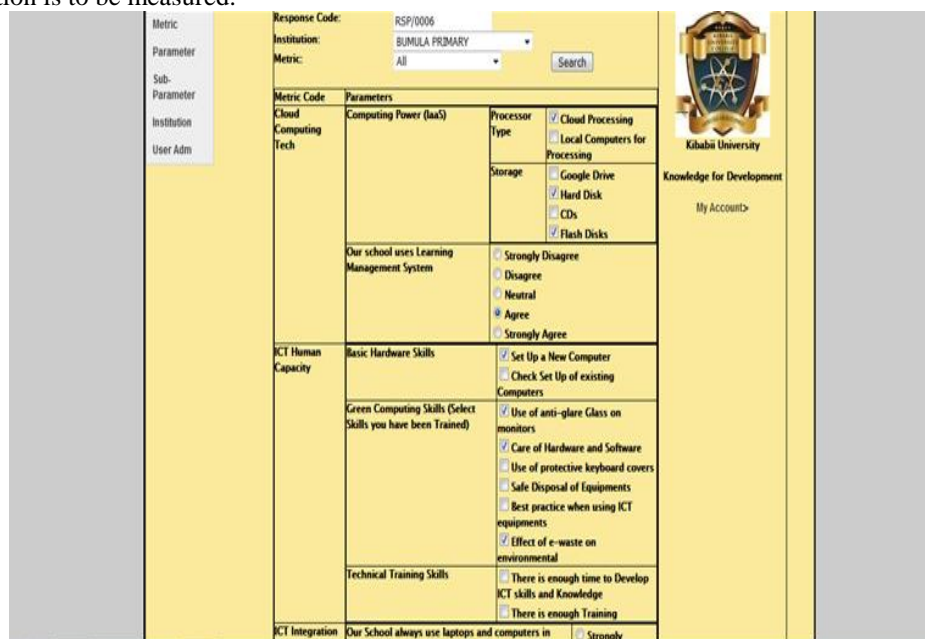 tion is to be measured.
Metric
Parameter
Sub-
Parameter
Institution
User Adm
Response Code: RSP/0006
Institution: BUMULA PRIMARY
Metric: All Search
Metric Code Parameters
Cloud
Computing
Tech
Computing Power (IaaS)
Processor
Type
Cloud Processing
Local Computers for
Processing
Storage
Google Drive
Hard Disk
CDs
Flash Disks
Our school uses Learning
Management System
Strongly Disagree
Disagree
Neutral
Agree
Strongly Agree
ICT Human
Capacity
Basic Hardware Skills
Set Up a New Computer
Check Set Up of existing
Computers
Green Computing Skills (Select
Skills you have been Trained)
Use of anti-glare Glass on
monitors
Care of Hardware and Software
Use of protective keyboard covers
Safe Disposal of Equipments
Best practice when using ICT
equipments
Effect of e-waste on
environmental
Technical Training Skills
There is enough time to Develop
ICT skills and Knowledge
There is enough Training
ICT Integration
Our School always use laptops and computers in
Strongly
Kibabii University
Knowledge for Development
My Account>